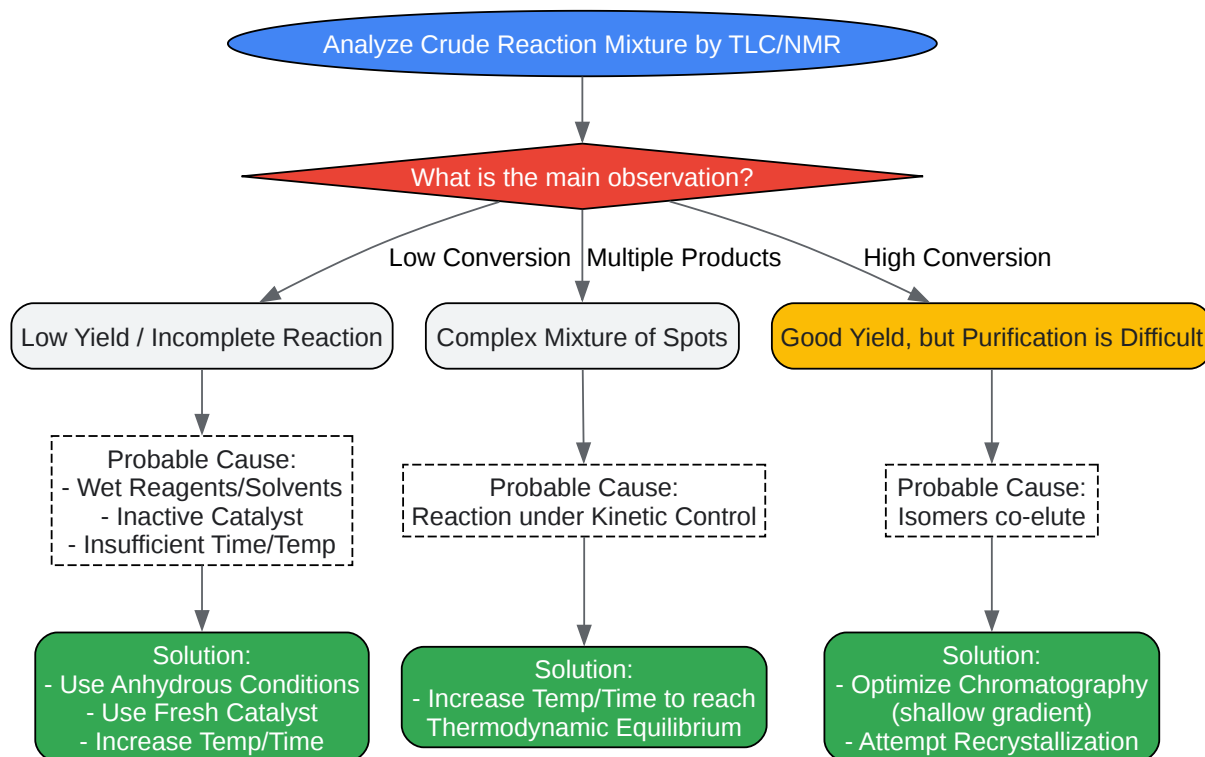 Analyze Crude Reaction Mixture by TLC/NMR
What is the main observation?
Low Conversion
Multiple Products
High Conversion
Low Yield / Incomplete Reaction
Complex Mixture of Spots
Good Yield, but Purification is Difficult
Probable Cause:
- Wet Reagents/Solvents
- Inactive Catalyst
- Insufficient Time/Temp
Probable Cause:
Reaction under Kinetic Control
Probable Cause:
Isomers co-elute
Solution:
- Use Anhydrous Conditions
- Use Fresh Catalyst
- Increase Temp/Time
Solution:
- Increase Temp/Time to reach
Thermodynamic Equilibrium
Solution:
- Optimize Chromatography
(shallow gradient)
- Attempt Recrystallization